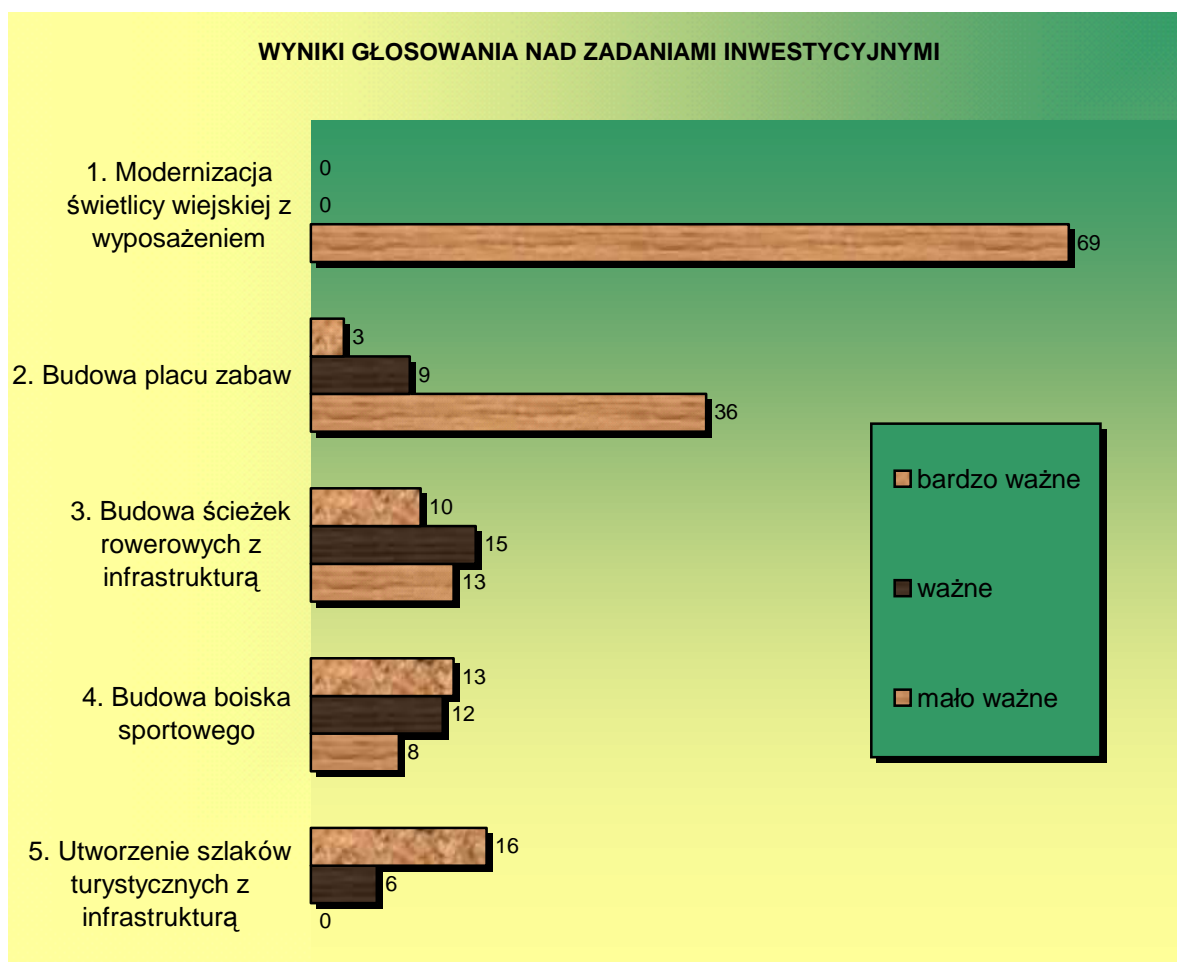 WYNIKI GŁOSOWANIA NAD ZADANIAMI INWESTYCYJNYMI
1. Modernizacja
świetlicy wiejskiej z
wyposażeniem
0
0
69
2. Budowa placu zabaw
3
9
36
3. Budowa ścieżek
rowerowych z
infrastrukturą
10
15
13
4. Budowa boiska
sportowego
13
12
8
5. Utworzenie szlaków
turystycznych z
infrastrukturą
16
6
0
bardzo ważne
ważne
mało ważne